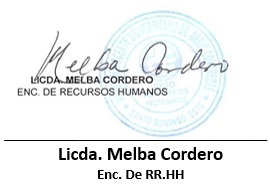 Melba Cordero
LICDA. MELBA CORDERO
ENC. DE RECURSOS HUMANOS
Licda. Melba Cordero
Enc. De RR.HH